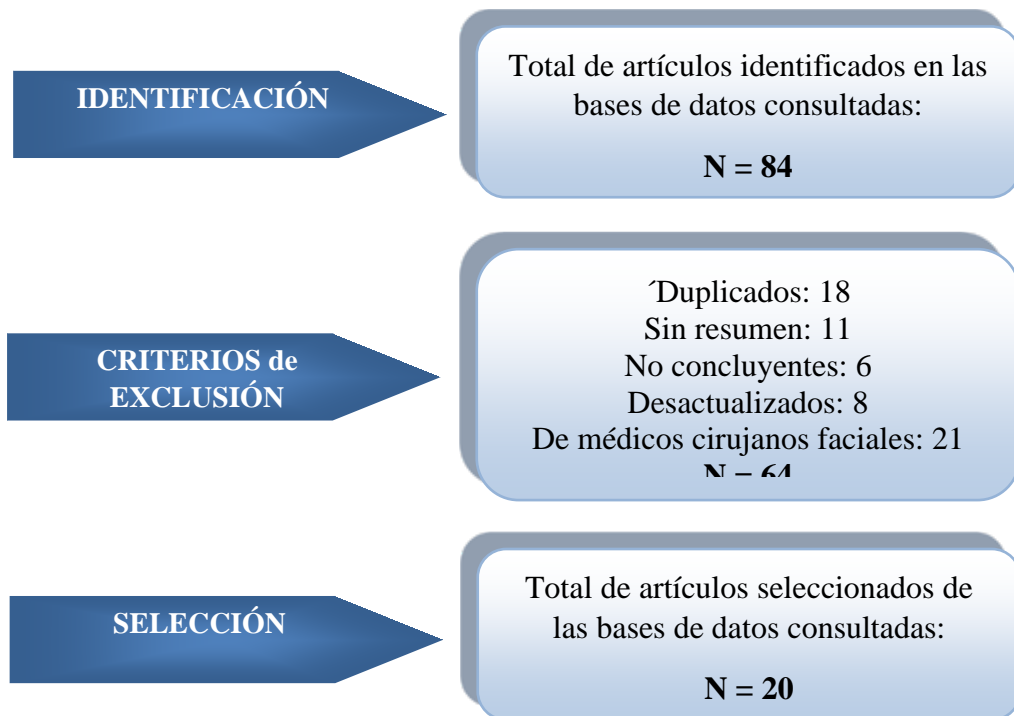 IDENTIFICACIÓN
Total de artículos identificados en las
bases de datos consultadas:
N = 84
CRITERIOS de
EXCLUSIÓN
´Duplicados: 18
Sin resumen: 11
No concluyentes: 6
Desactualizados: 8
De médicos cirujanos faciales: 21
N = 64
SELECCIÓN
Total de artículos seleccionados de
las bases de datos consultadas:
N = 20